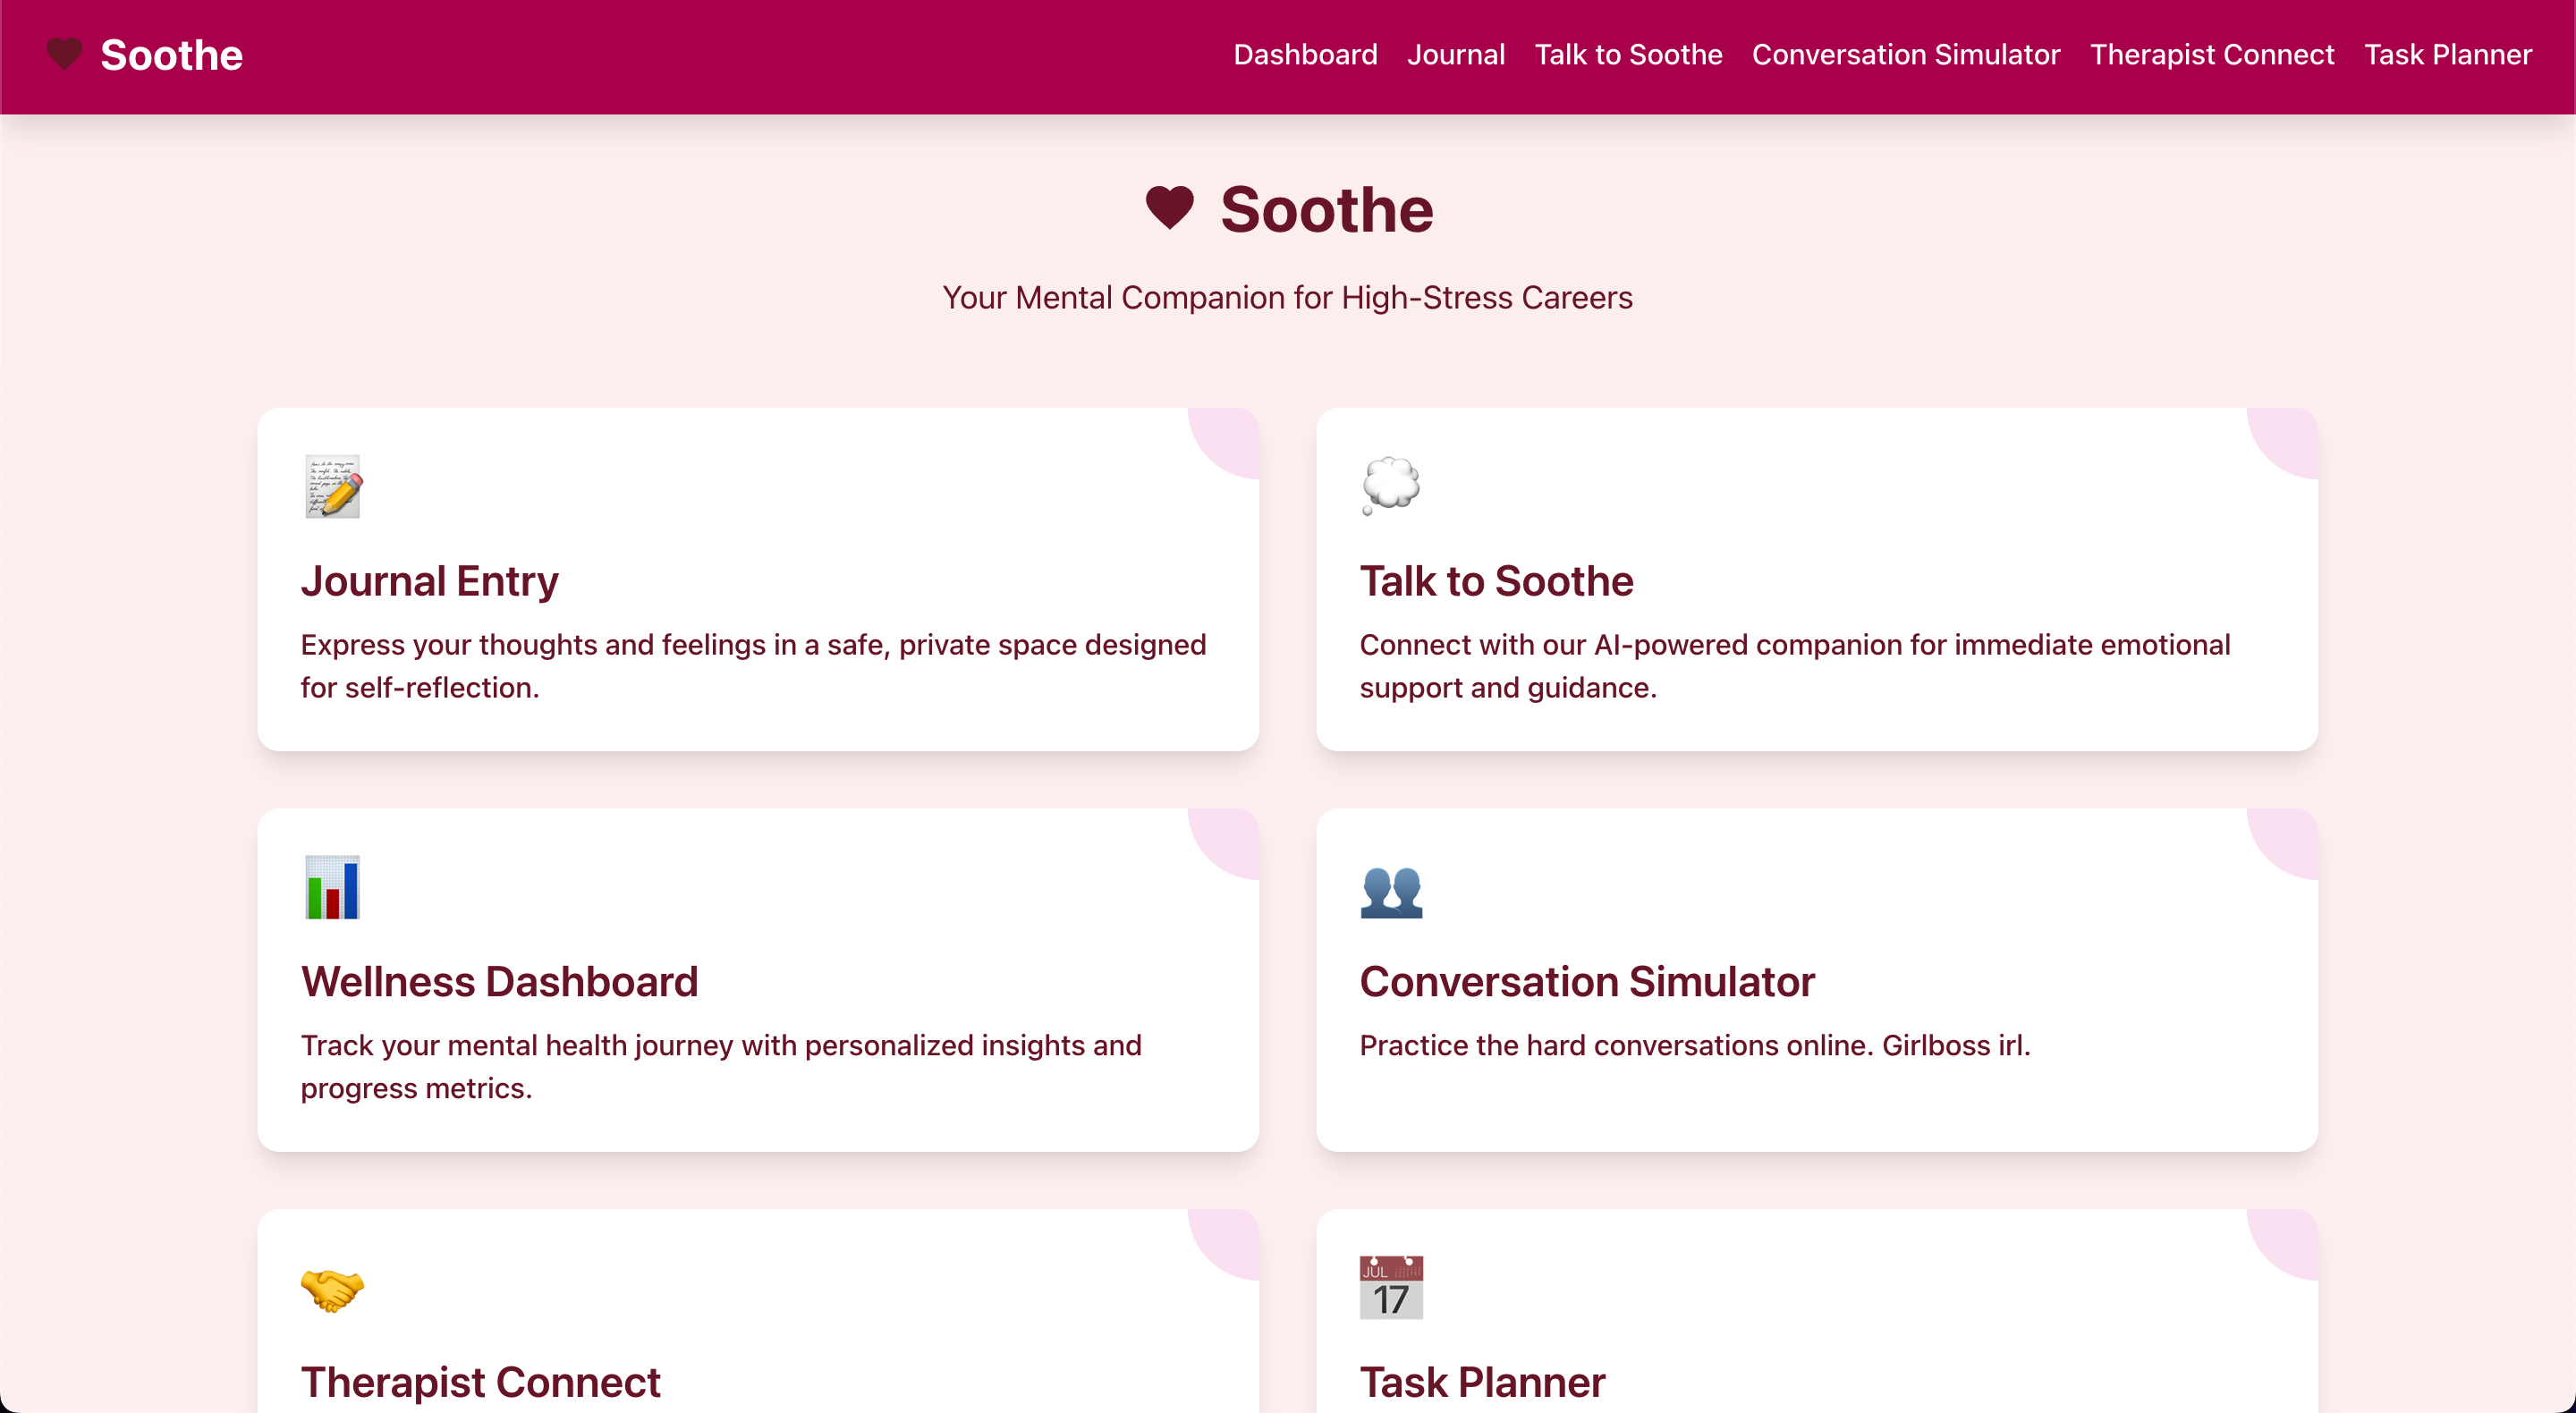 Soothe
Dashboard Journal Talk to Soothe Conversation Simulator Therapist Connect Task Planner
Soothe
Your Mental Companion for High-Stress Careers
Journal Entry
Express your thoughts and feelings in a safe, private space designed
for self-reflection.
Talk to Soothe
Connect with our AI-powered companion for immediate emotional
support and guidance.
Wellness Dashboard
Track your mental health journey with personalized insights and
progress metrics.
Conversation Simulator
Practice the hard conversations online. Girlboss irl.
Therapist Connect
JUL
17
Task Planner